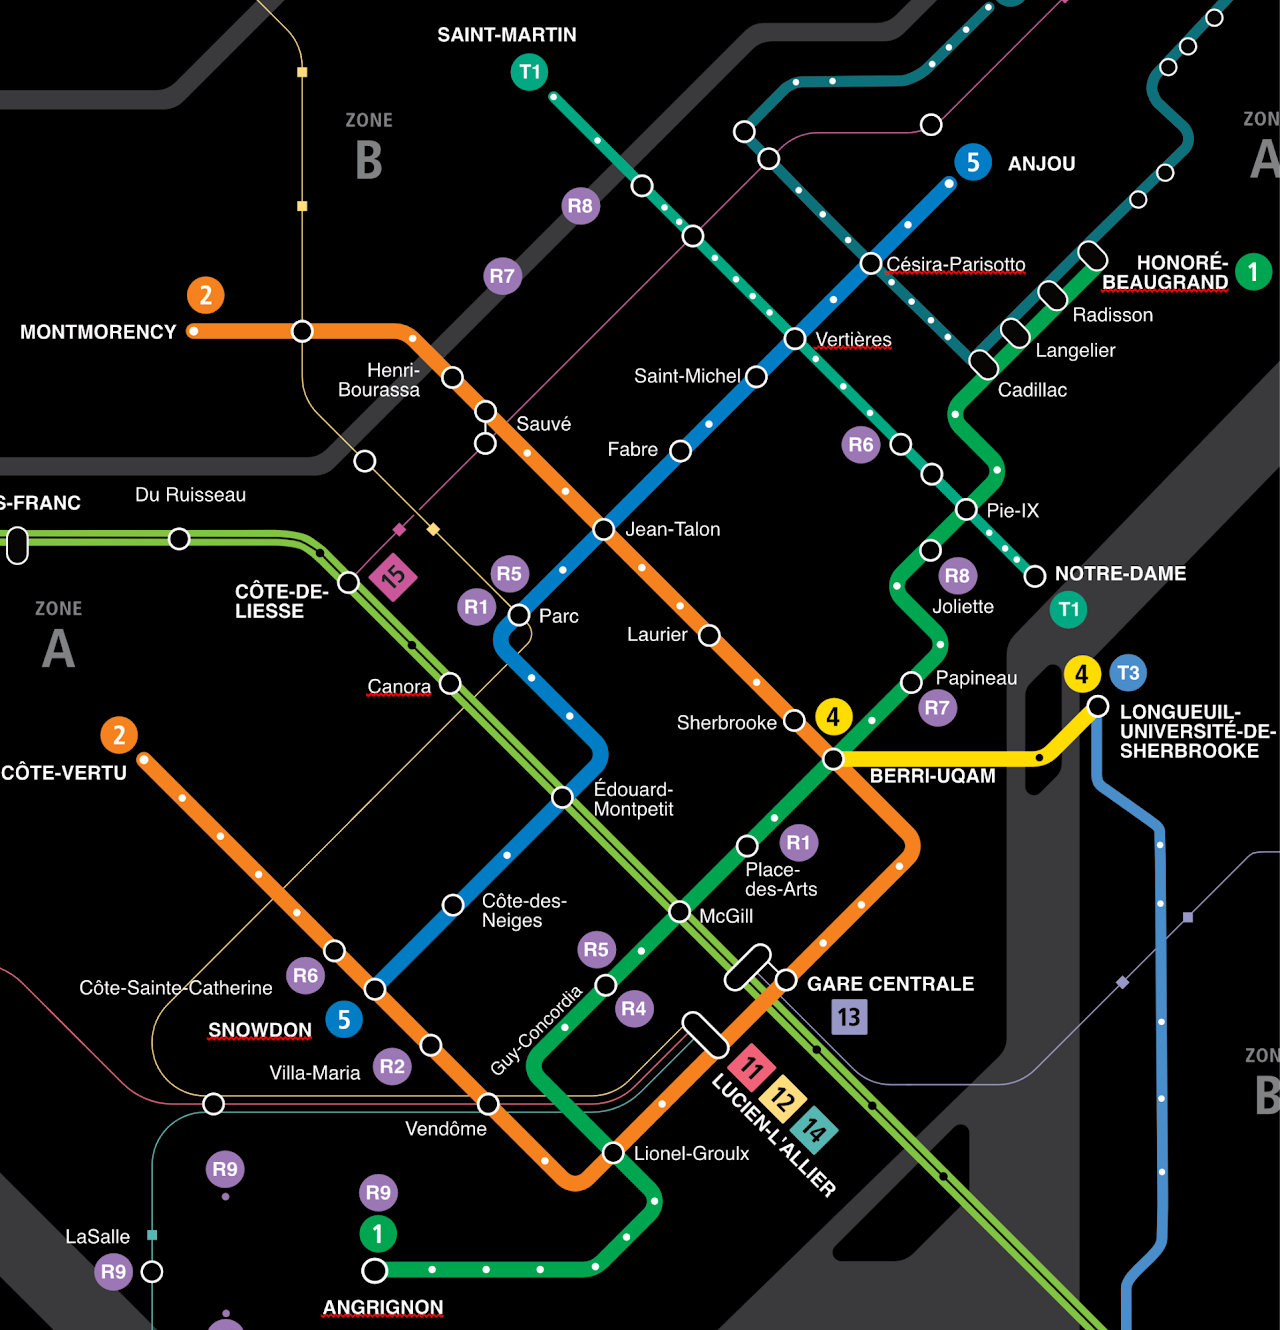 SAINT-MARTIN
T1
ZONE
B
ZON
A
5
ANJOU
R8
R7
2
MONTMORENCY
Césira-Parisotto
HONORÉ-
BEAUGRAND
1
Radisson
Langelier
Cadillac
Vertières
Saint-Michel
Henri-
Bourassa
Sauvé
Fabre
R6
S-FRANC
Du Ruisseau
Jean-Talon
Pie-IX
R8
NOTRE-DAME
T1
Joliette
CÔTE-DE-
LIESSE
15
R5
R1
Parc
ZONE
A
Laurier
Canora
Papineau
R7
4
T3
LONGUEUIL-
UNIVERSITÉ-DE-
SHERBROOKE
Sherbrooke
4
BERRI-UQAM
2
CÔTE-VERTU
Édouard-
Montpetit
R1
Place-
des-Arts
Côte-des-
Neiges
McGill
R5
R4
R6
Côte-Sainte-Catherine
SNOWDON
5
Guy-Concordia
GARE CENTRALE
13
Villa-Maria
R2
11
12
14
LUCIEN-L'ALLIER
ZON
B
Vendôme
Lionel-Groulx
R9
R9
1
LaSalle
R9
ANGRIGNON